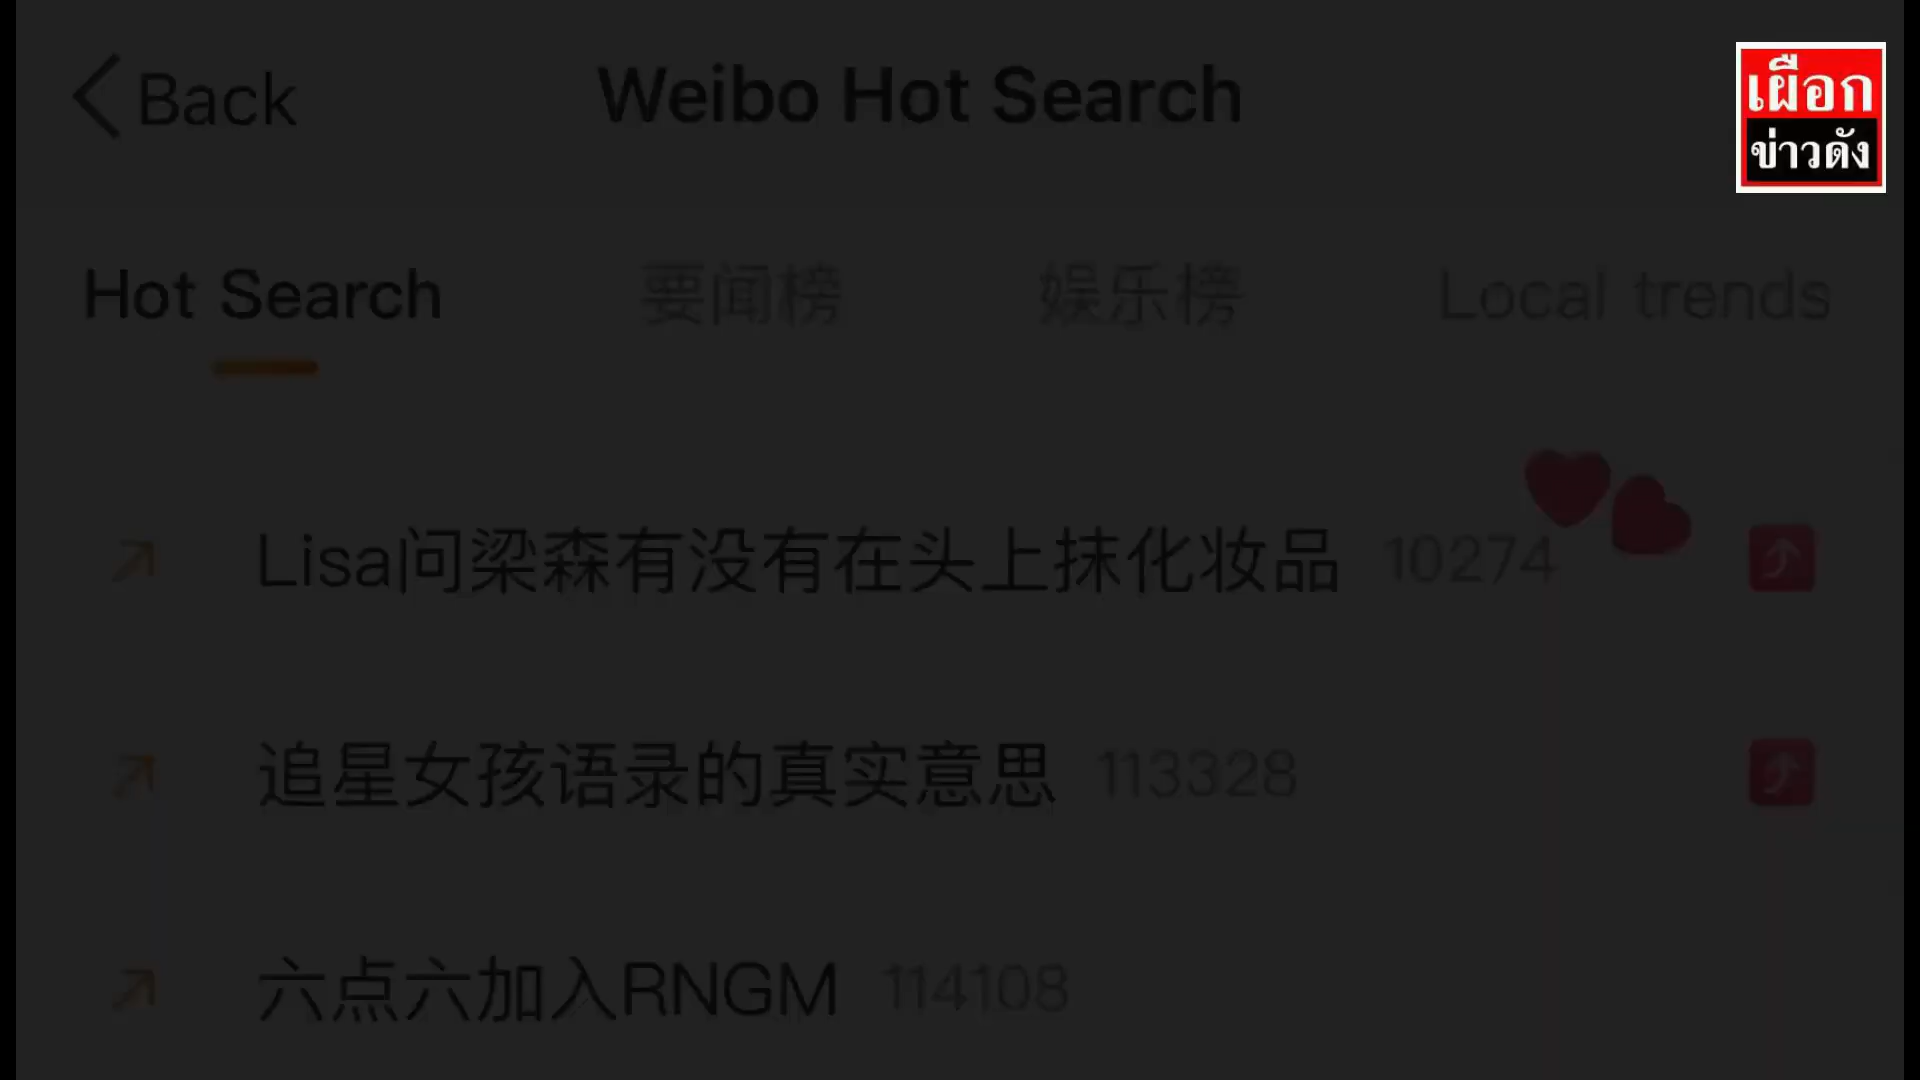 Back
Weibo Hot Search
เผือก
ข่าวดัง
Hot Search
要闻榜
娱乐榜
Local trends
Lisa问梁森有没有在头上抹化妆品 10274
追星女孩语录的真实意思 113328
六点六加入RNGM 114108